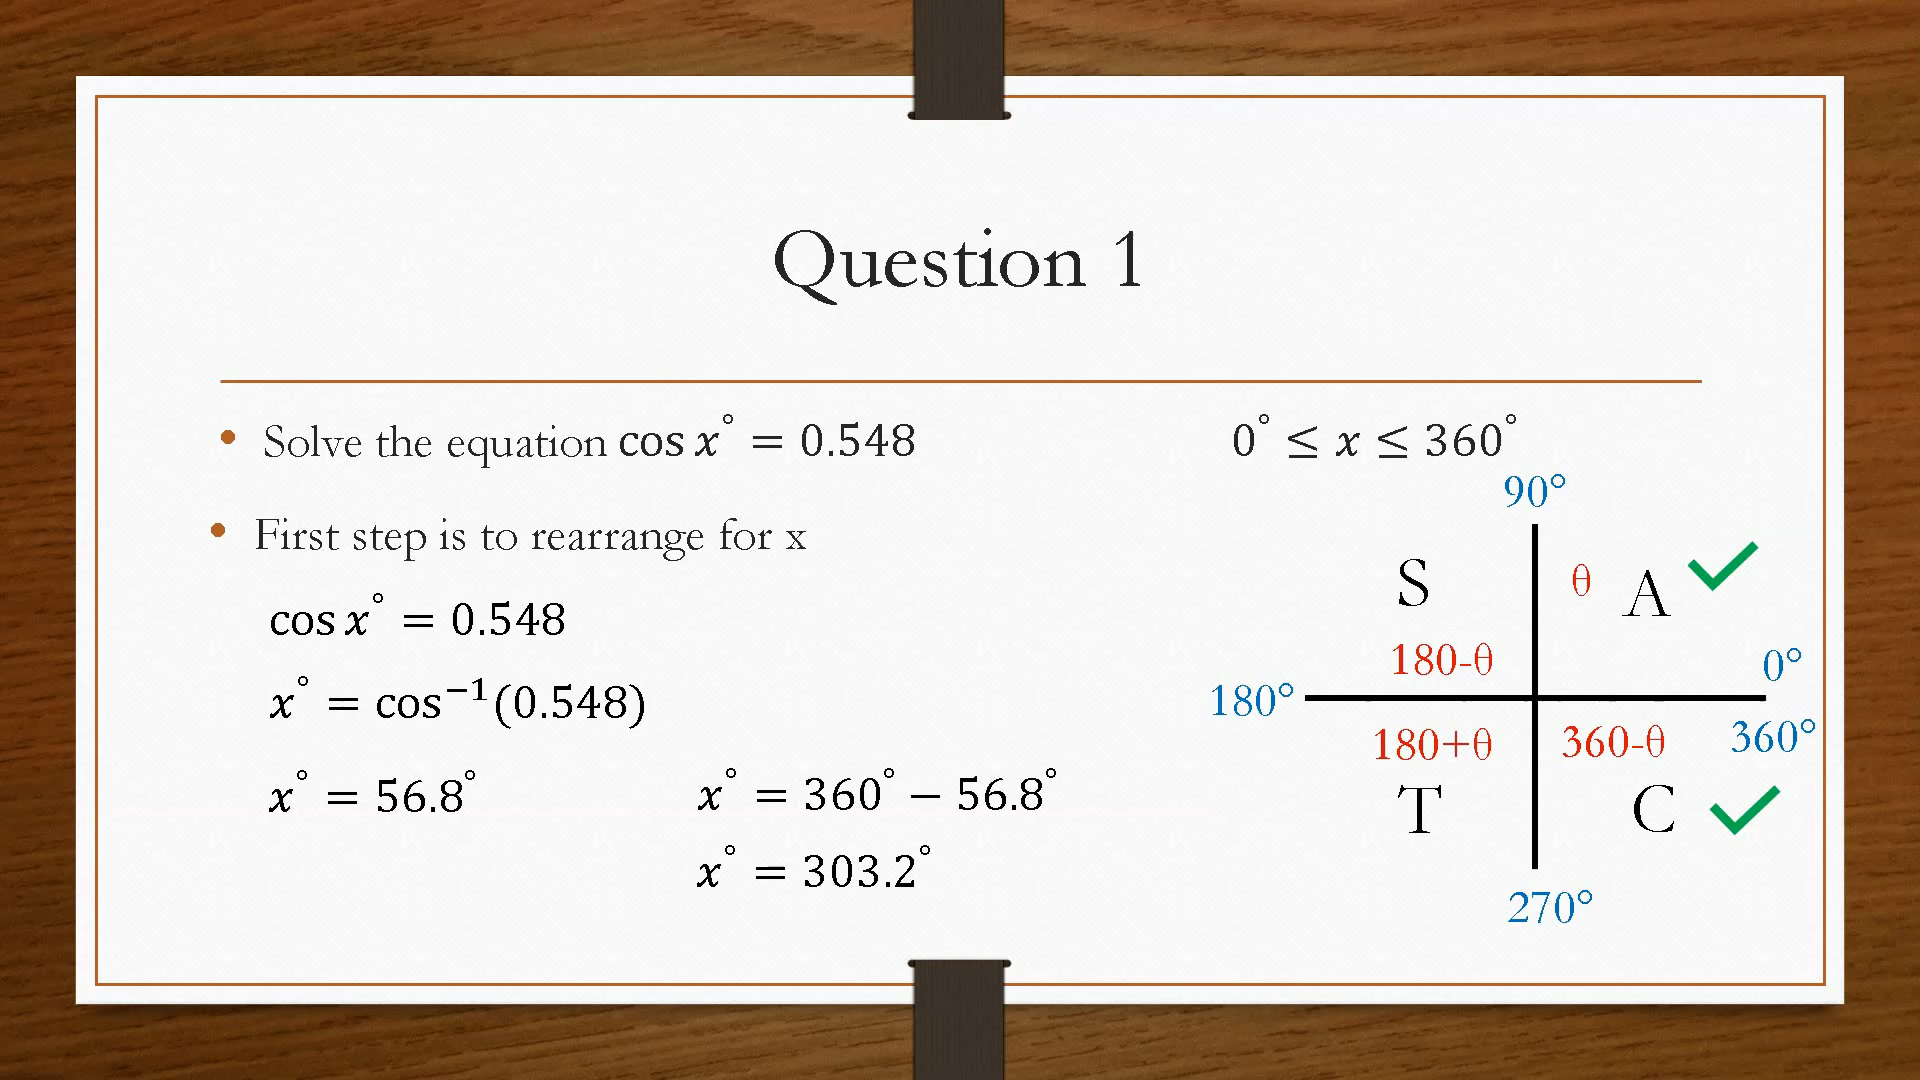 Question 1
• Solve the equation cos x° = 0.548
0° ≤ x ≤ 360°
• First step is to rearrange for x
cos x° = 0.548
x° = cos⁻¹(0.548)
x° = 56.8°
x° = 360° − 56.8°
x° = 303.2°
90°
S
θ A
180-θ
0°
180°
180+θ
360-θ
360°
T
C
270°